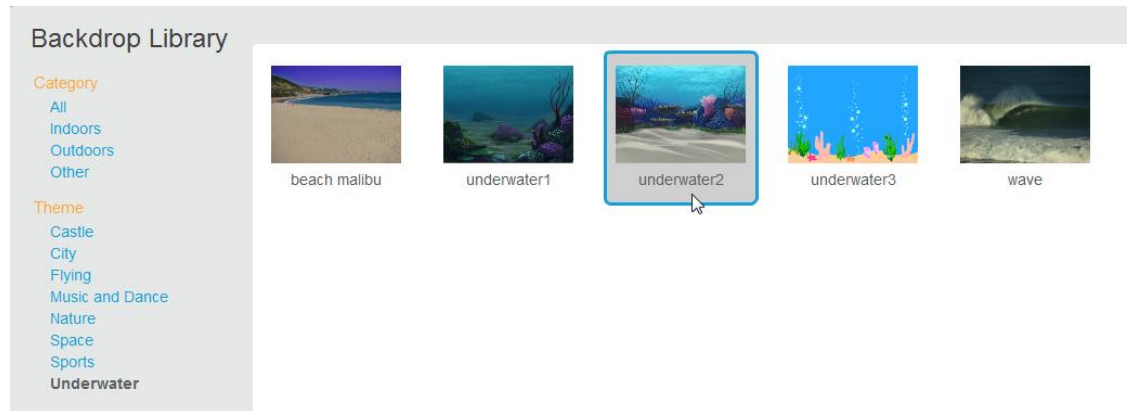 Backdrop Library
Category
All
Indoors
Outdoors
Other
Theme
Castle
City
Flying
Music and Dance
Nature
Space
Sports
Underwater
beach malibu
underwater1
underwater2
underwater3
wave